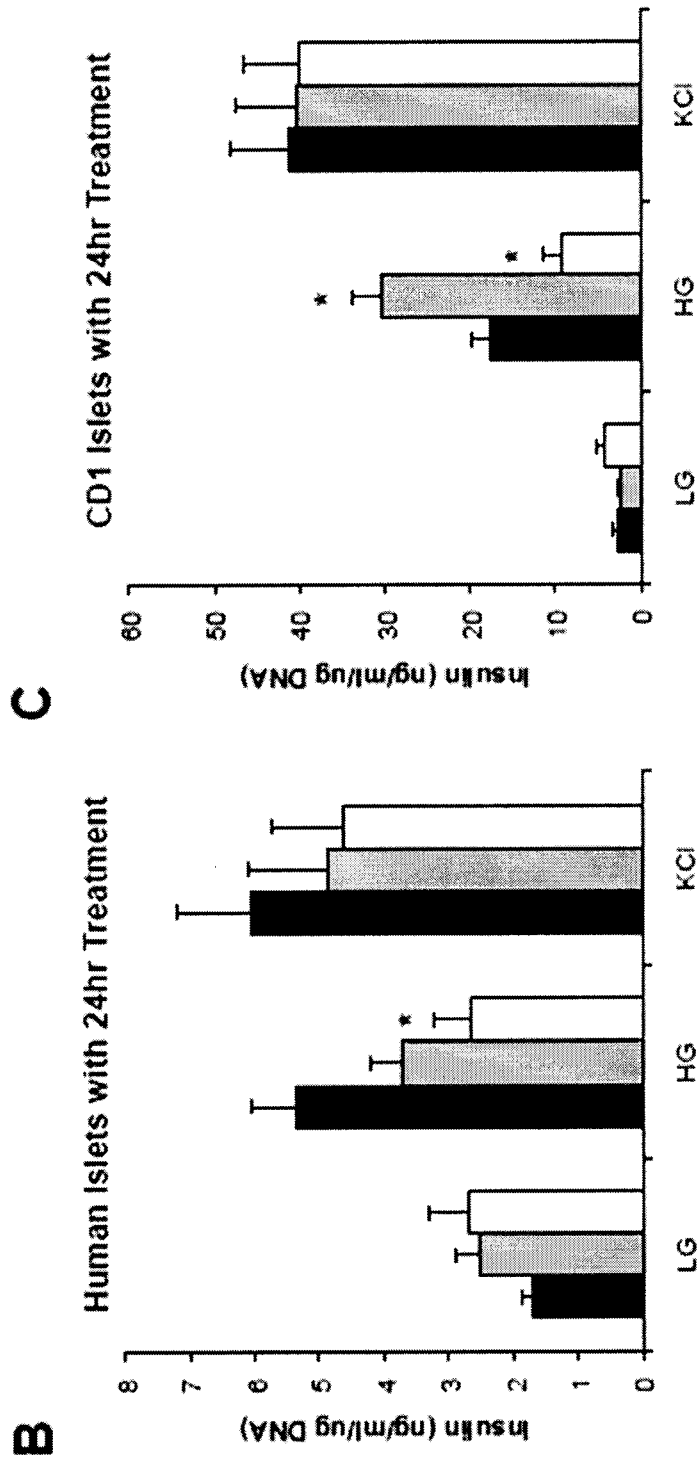 B
Human Islets with 24hr Treatment
Insulin (ng/ml/ug DNA)
8
7
6
5
4
3
2
1
0
LG
HG
*
KCl
C
CD1 Islets with 24hr Treatment
Insulin (ng/ml/ug DNA)
60
50
40
30
20
10
0
LG
HG
*
*
KCl